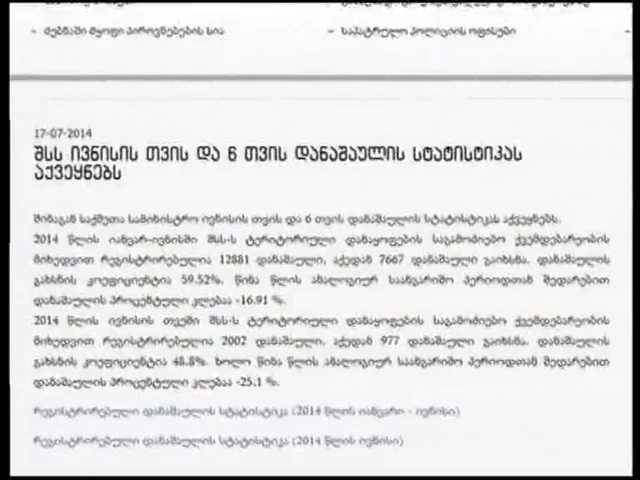 - ძებნაში მყოფი პიროვნებების სია - საპატრულო პოლიციის ოფისები -
17-07-2014
შსს ივნისის თვის და 6 თვის დანაშაულის სტატისტიკას
აქვეყნებს
შინაგან საქმეთა სამინისტრო ივნისის თვის და 6 თვის დანაშაულის სტატისტიკას აქვეყნებს.
2014 წლის იანვარ-ივნისში შსს-ს ტერიტორიული დანაყოფების საგამოძიებო ქვემდებარეობის
მიხედვით რეგისტრირებულია 12881 დანაშაული, აქედან 7667 დანაშაული გაიხსნა. დანაშაულის
გახსნის კოეფიციენტია 59.52%. წინა წლის ანალოგიურ საანგარიშო პერიოდთან შედარებით
დანაშაულის პროცენტული კლებაა -16.91 %.
2014 წლის ივნისის თვეში შსს-ს ტერიტორიული დანაყოფების საგამოძიებო ქვემდებარეობის
მიხედვით რეგისტრირებულია 2002 დანაშაული, აქედან 977 დანაშაული გაიხსნა. დანაშაულის
გახსნის კოეფიციენტია 48.8%. ხოლო წინა წლის ანალოგიურ საანგარიშო პერიოდთან შედარებით
დანაშაულის პროცენტული კლებაა -25.1 %.
რეგისტრირებული დანაშაულის სტატისტიკა (2014 წლის იანვარი - ივნისი)
რეგისტრირებული დანაშაულის სტატისტიკა (2014 წლის ივნისი)